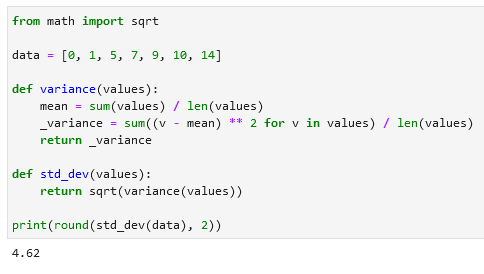 from math import sqrt

data = [0, 1, 5, 7, 9, 10, 14]

def variance(values):
    mean = sum(values) / len(values)
    _variance = sum((v - mean) ** 2 for v in values) / len(values)
    return _variance

def std_dev(values):
    return sqrt(variance(values))

print(round(std_dev(data), 2))
4.62